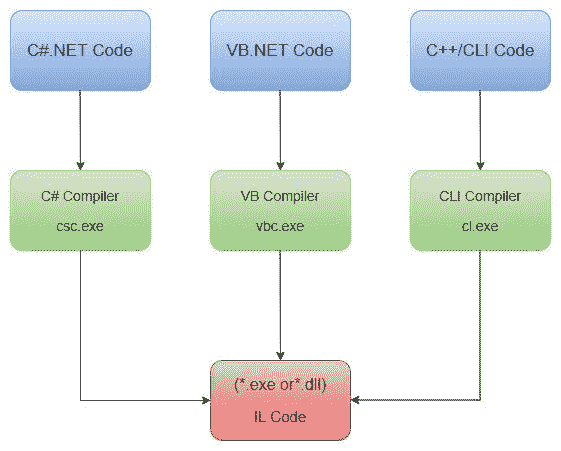 C#.NET Code
VB.NET Code
C++/CLI Code
C# Compiler
csc.exe
VB Compiler
vbc.exe
CLI Compiler
cl.exe
(*.exe or*.dll)
IL Code